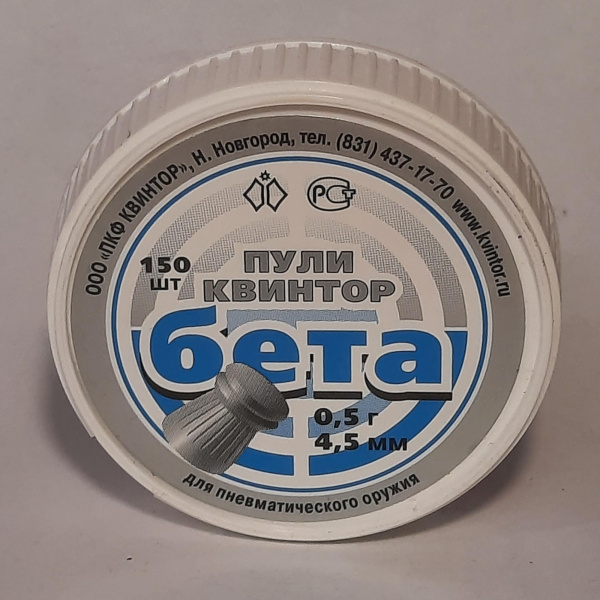 ООО «ПКФ КВИНТОР», Н. Новгород, тел. (831) 437-17-70 www.kvintor.ru
РСТ
150
ШТ
ПУЛИ
КВИНТОР
бета
0,5 г
4,5 мм
для пневматического оружия